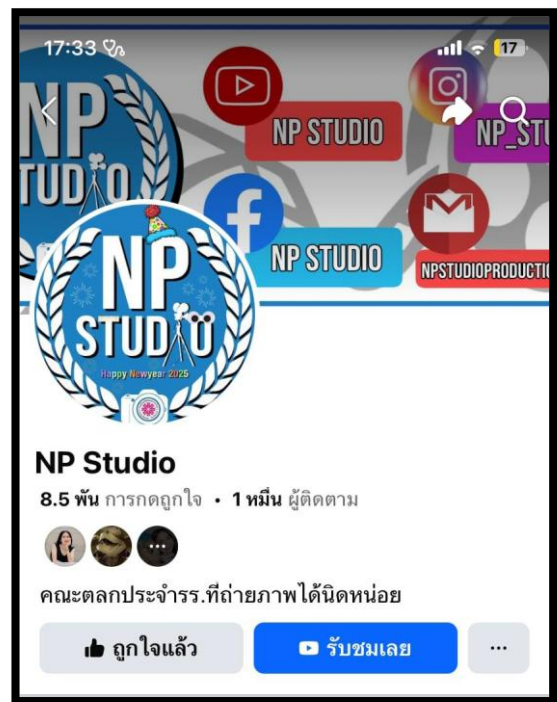 17:33
17
NP
TUD
NP STUDIO
NP_STU
NP STUDIO
NPSTUDIOPRODUCTI
NP
STUDIO
Happy Newyear 2025
NP Studio
8.5 พัน การกดถูกใจ • 1 หมื่น ผู้ติดตาม
คณะตลกประจำรร.ที่ถ่ายภาพได้นิดหน่อย
ถูกใจแล้ว
รับชมเลย